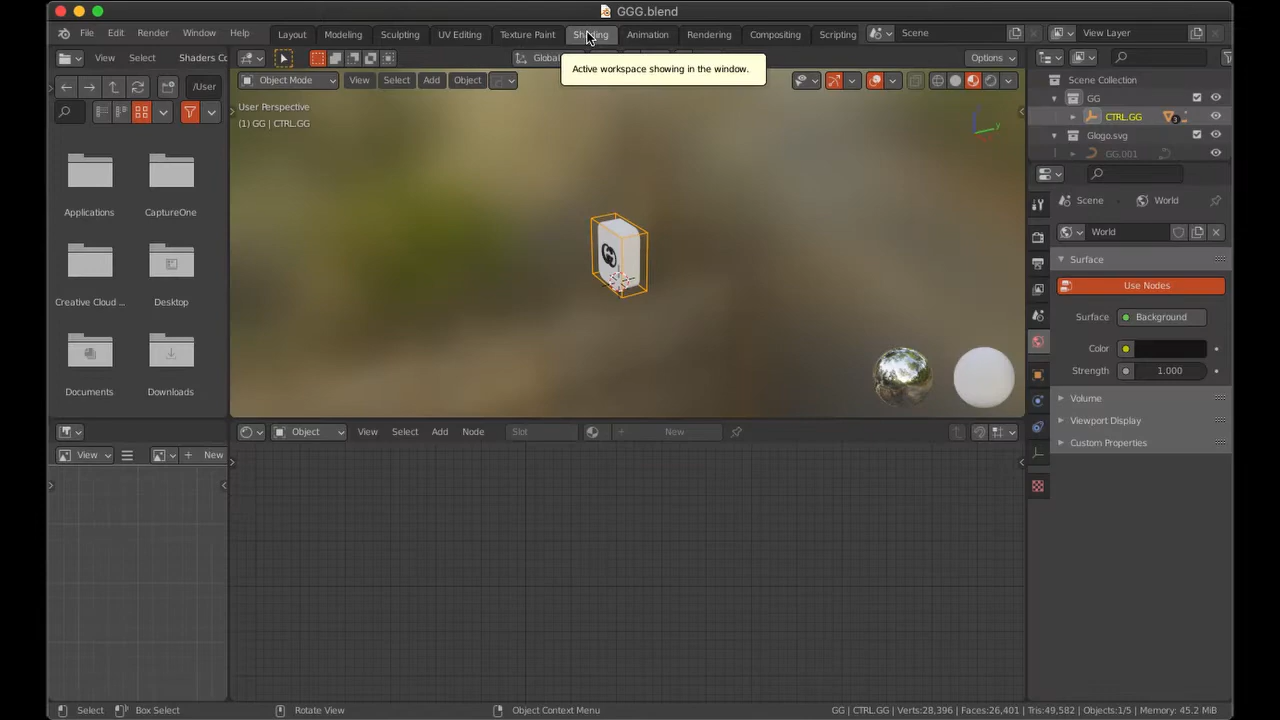 GGG.blend
File Edit Render Window Help Layout Modeling Sculpting UV Editing Texture Paint Shading Animation Rendering Compositing Scripting Scene View Layer
View Select Shaders Co Global Options
Active workspace showing in the window.
/User
Object Mode View Select Add Object
User Perspective
(1) GG | CTRL.GG
y
Applications
CaptureOne
Creative Cloud ...
Desktop
Documents
Downloads
Scene Collection
GG
CTRL.GG
3
Glogo.svg
GG.001
Scene World
World
Surface
Use Nodes
Surface Background
Color
Strength 1.000
Volume
Viewport Display
Custom Properties
Object View Select Add Node Slot New
View New
Select Box Select Rotate View Object Context Menu GG | CTRL.GG | Verts:28,396 | Faces:26,401 | Tris:49,582 | Objects:1/5 | Memory: 45.2 MiB